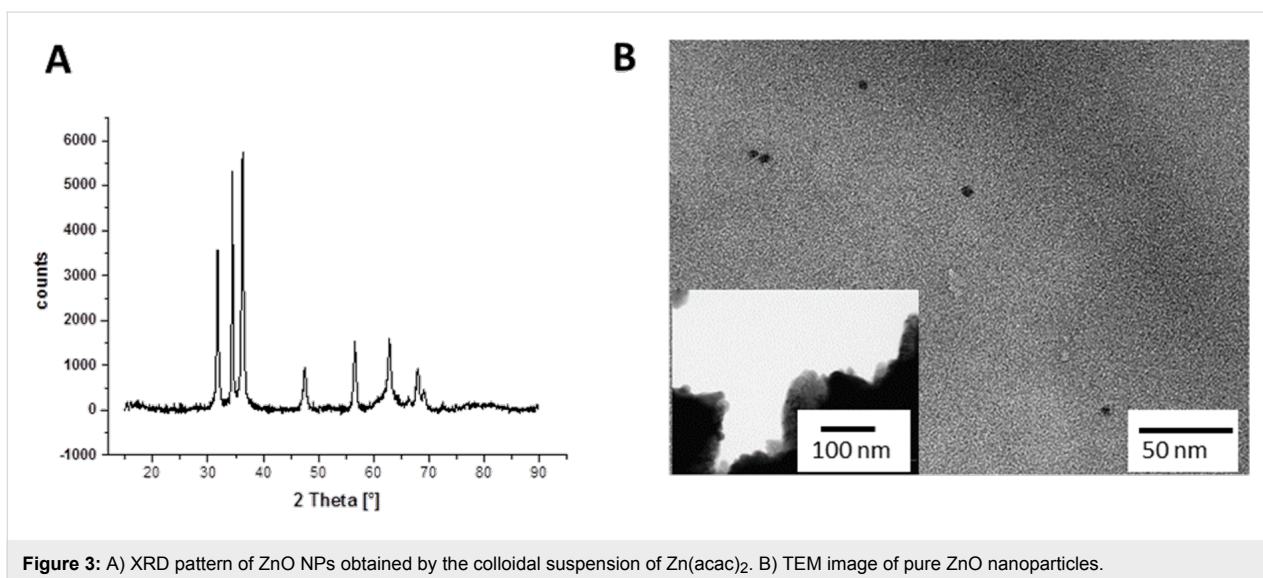 A
B
6000
5000
4000
3000
2000
1000
0
-1000
counts
20 30 40 50 60 70 80 90
2 Theta [°]
100 nm
50 nm
Figure 3: A) XRD pattern of ZnO NPs obtained by the colloidal suspension of Zn(acac)₂. B) TEM image of pure ZnO nanoparticles.